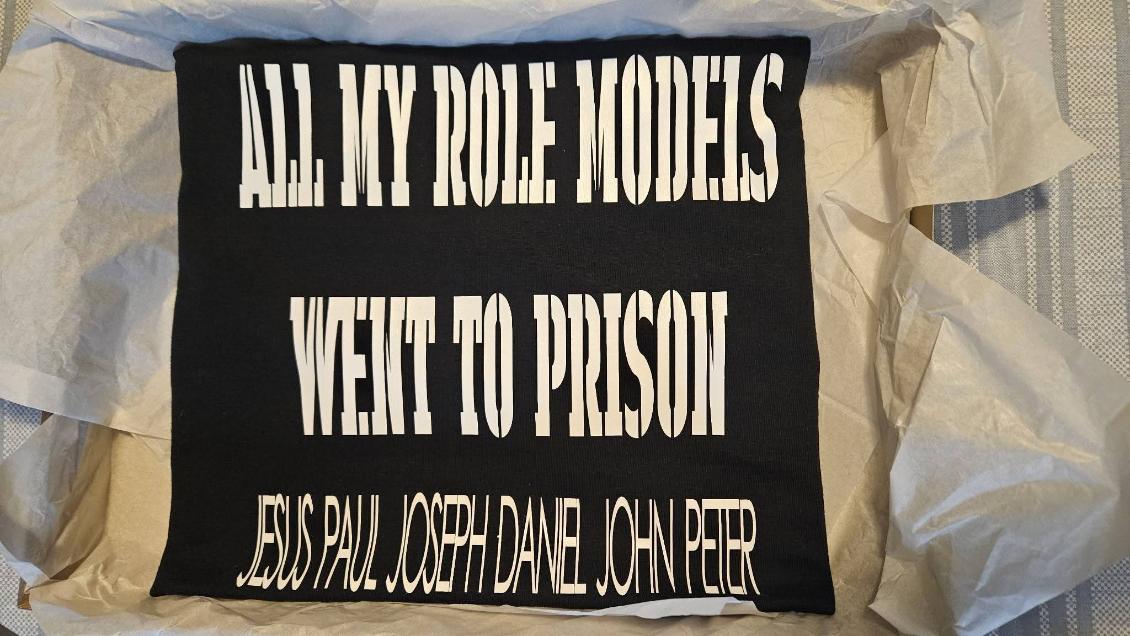 ALL MY ROLE MODELS
WENT TO PRISON
JESUS PAUL JOSEPH DANIEL JOHN PETER